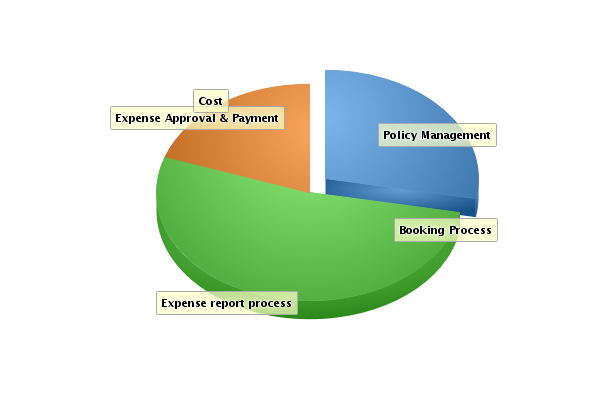 Cost
Expense Approval & Payment
Policy Management
Booking Process
Expense report process